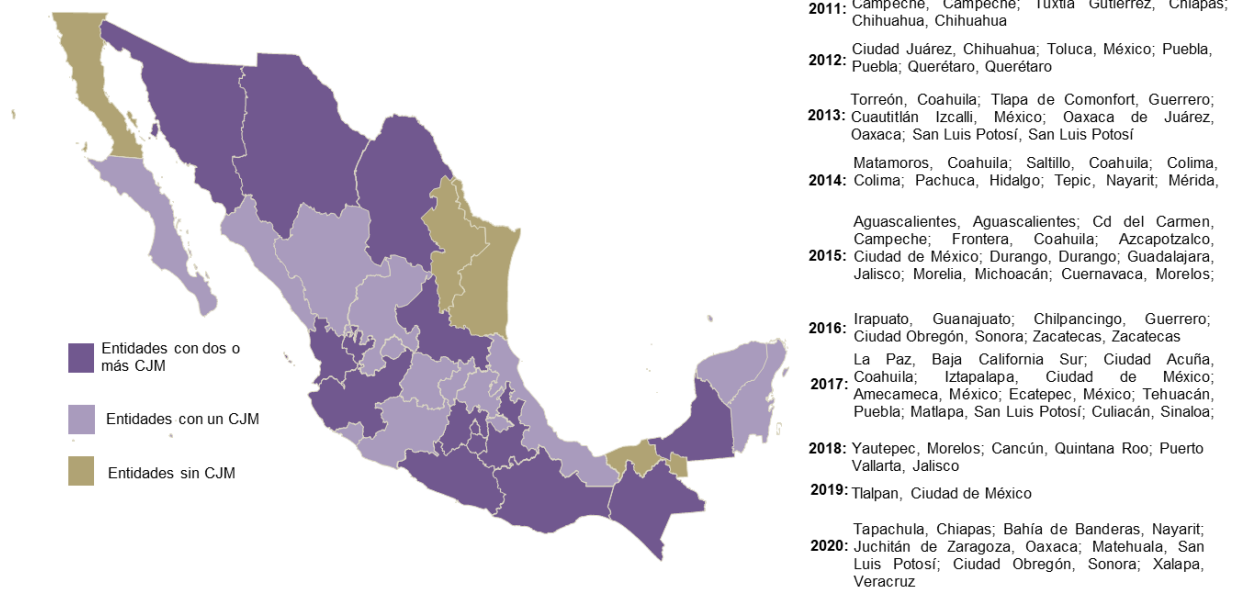 Entidades con dos o
más CJM
Entidades con un CJM
Entidades sin CJM
2011: Campeche, Campeche; Tuxtla Gutiérrez, Chiapas;
Chihuahua, Chihuahua
2012: Ciudad Juárez, Chihuahua; Toluca, México; Puebla,
Puebla; Querétaro, Querétaro
Torreón, Coahuila; Tlapa de Comonfort, Guerrero;
2013: Cuautitlán Izcalli, México; Oaxaca de Juárez,
Oaxaca; San Luis Potosí, San Luis Potosí
Matamoros, Coahuila; Saltillo, Coahuila; Colima,
2014: Colima; Pachuca, Hidalgo; Tepic, Nayarit; Mérida,
Aguascalientes, Aguascalientes; Cd del Carmen,
Campeche; Frontera, Coahuila; Azcapotzalco,
2015: Ciudad de México; Durango, Durango; Guadalajara,
Jalisco; Morelia, Michoacán; Cuernavaca, Morelos;
2016: Irapuato, Guanajuato; Chilpancingo, Guerrero;
Ciudad Obregón, Sonora; Zacatecas, Zacatecas
La Paz, Baja California Sur; Ciudad Acuña,
2017: Coahuila; Iztapalapa, Ciudad de México;
Amecameca, México; Ecatepec, México; Tehuacán,
Puebla; Matlapa, San Luis Potosí; Culiacán, Sinaloa;
2018: Yautepec, Morelos; Cancún, Quintana Roo; Puerto
Vallarta, Jalisco
2019: Tlalpan, Ciudad de México
Tapachula, Chiapas; Bahía de Banderas, Nayarit;
2020: Juchitán de Zaragoza, Oaxaca; Matehuala, San
Luis Potosí; Ciudad Obregón, Sonora; Xalapa,
Veracruz